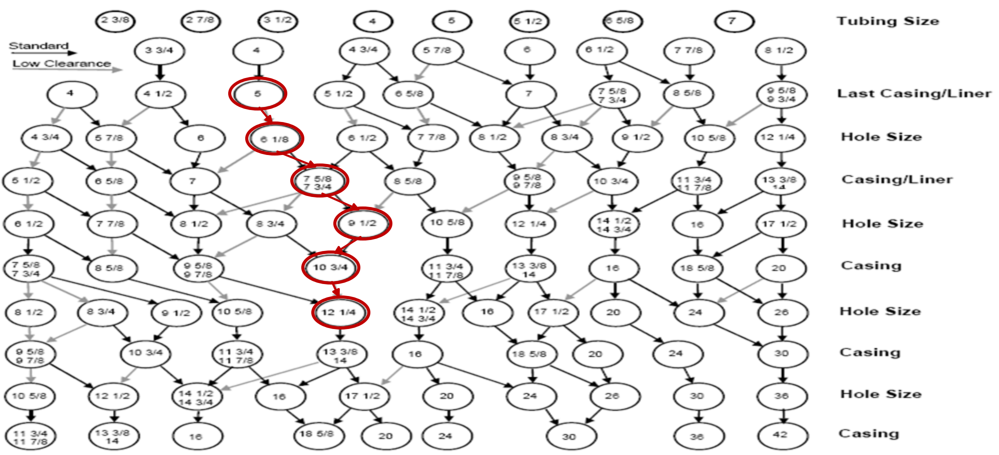 2 3/8 2 7/8 3 1/2 4 5 5 1/2 6 5/8 7 Tubing Size
Standard
3 3/4 4 4 3/4 5 7/8 6 6 1/2 7 7/8 8 1/2
Low Clearance
4 4 1/2 5 5 1/2 6 5/8 7 7 5/8 8 5/8 9 5/8 Last Casing/Liner
7 3/4 9 3/4
4 3/4 5 7/8 6 6 1/8 6 1/2 7 7/8 8 1/2 8 3/4 9 1/2 10 5/8 12 1/4 Hole Size
5 1/2 6 5/8 7 7 5/8 8 5/8 9 5/8 10 3/4 11 3/4 13 3/8 Casing/Liner
7 3/4 9 7/8 11 7/8 14
6 1/2 7 7/8 8 1/2 8 3/4 9 1/2 10 5/8 12 1/4 14 1/2 16 17 1/2 Hole Size
14 3/4
7 5/8 8 5/8 9 5/8 10 3/4 11 3/4 13 3/8 16 18 5/8 20 Casing
7 3/4 9 7/8 11 7/8 14
8 1/2 8 3/4 9 1/2 10 5/8 12 1/4 14 1/2 16 17 1/2 20 24 26 Hole Size
14 3/4
9 5/8 10 3/4 11 3/4 13 3/8 16 18 5/8 20 24 30 Casing
9 7/8 11 7/8 14
10 5/8 12 1/2 14 1/2 16 17 1/2 20 24 26 30 36 Hole Size
14 3/4
11 3/4 13 3/8 16 18 5/8 20 24 30 36 42 Casing
11 7/8 14